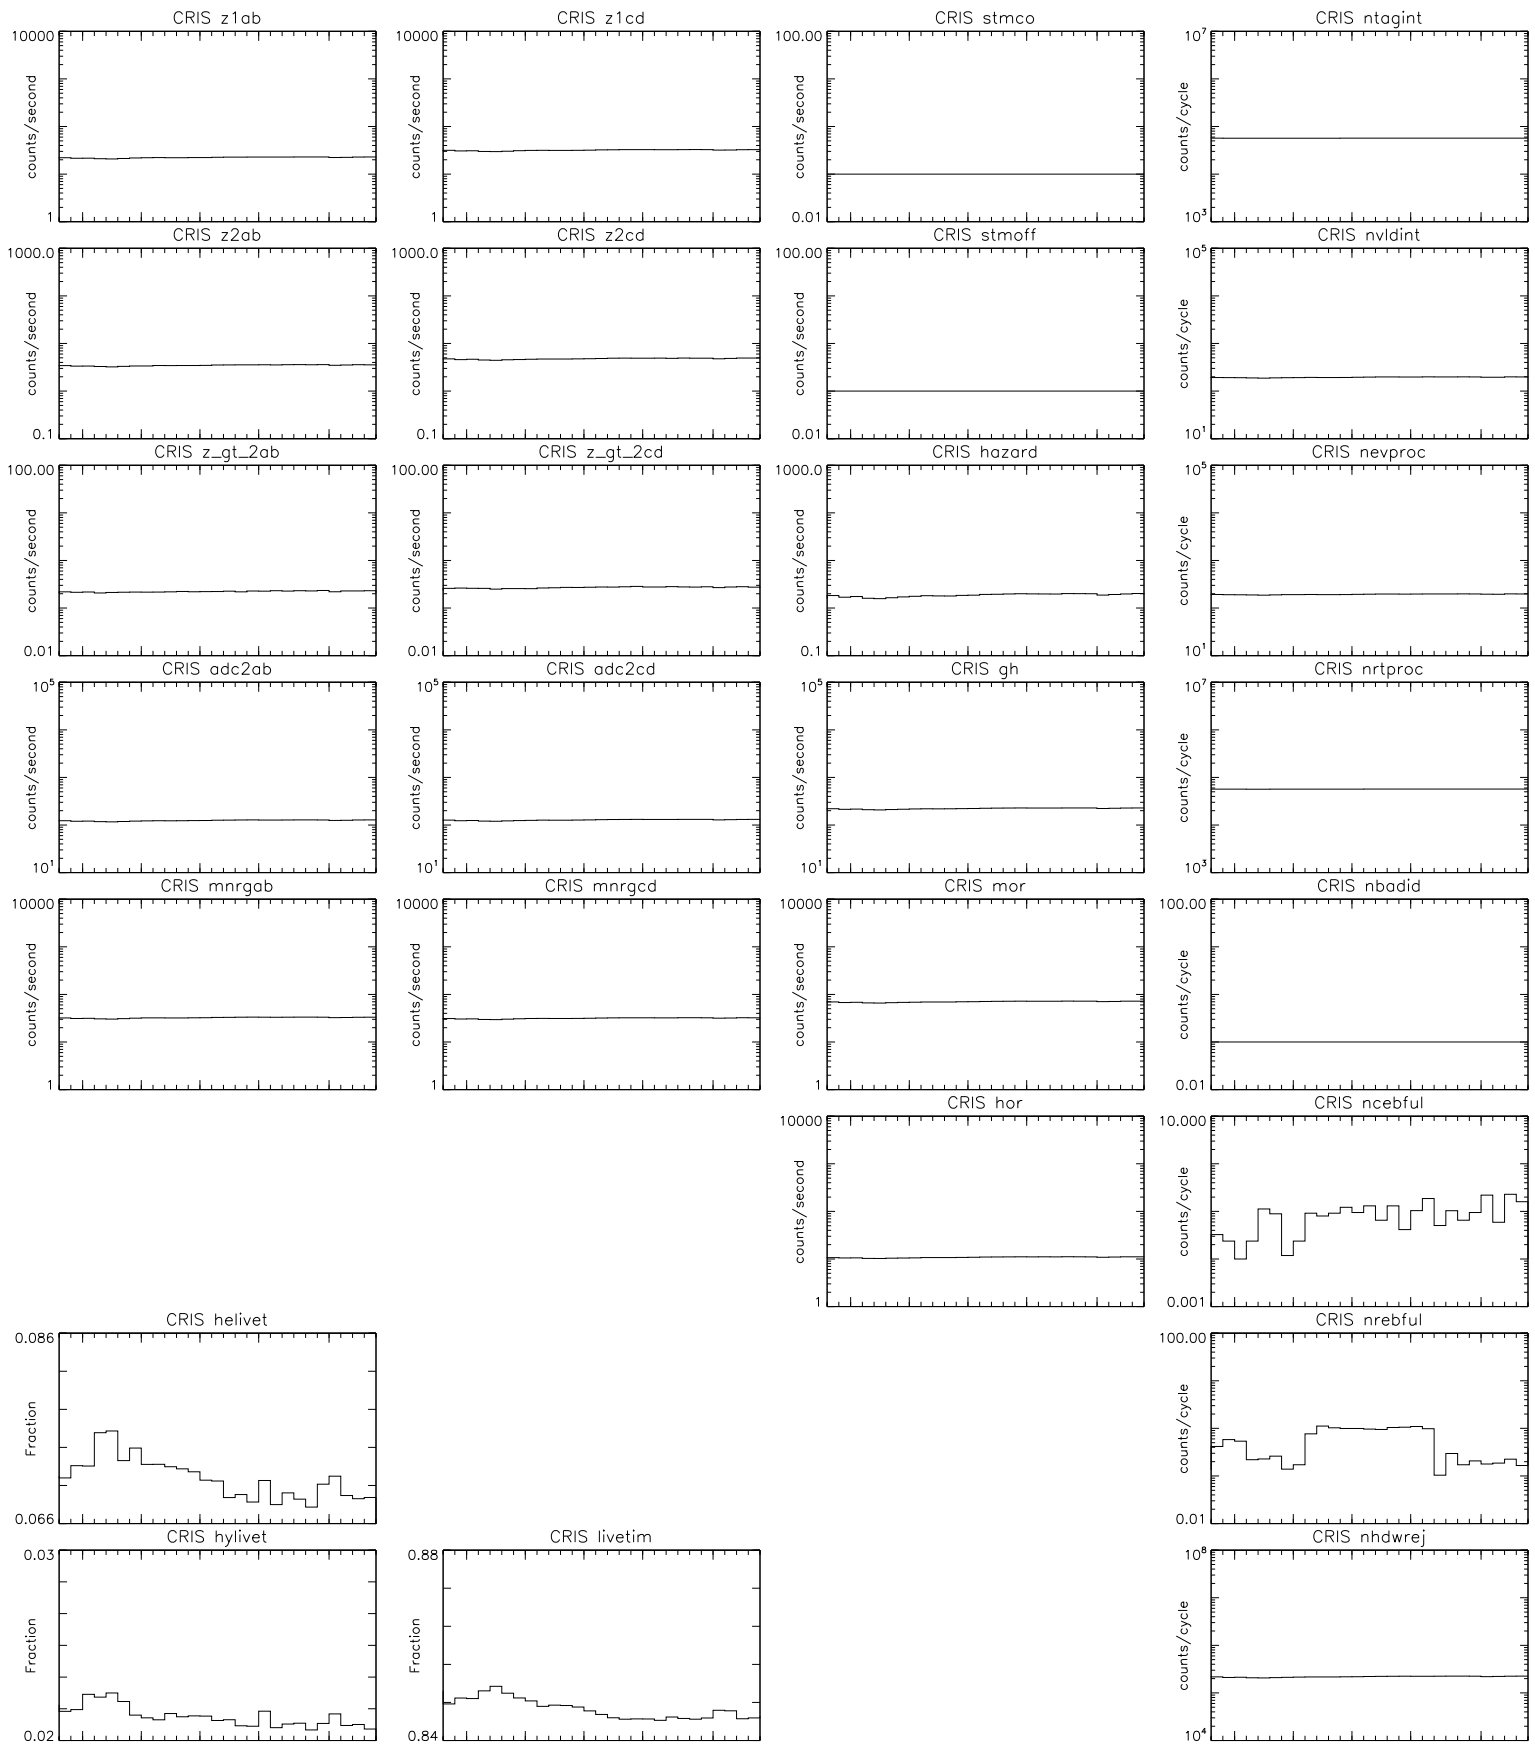 CRIS z1ab
10000
counts/second
1
CRIS z1cd
10000
counts/second
1
CRIS stmco
100.00
counts/second
0.01
CRIS ntagint
10⁷
counts/cycle
10³
CRIS z2ab
1000.0
counts/second
0.1
CRIS z2cd
1000.0
counts/second
0.1
CRIS stmoff
100.00
counts/second
0.01
CRIS nvldint
10⁵
counts/cycle
10¹
CRIS z_gt_2ab
100.00
counts/second
0.01
CRIS z_gt_2cd
100.00
counts/second
0.01
CRIS hazard
1000.0
counts/second
0.1
CRIS nevproc
10⁵
counts/cycle
10¹
CRIS adc2ab
10⁵
counts/second
10¹
CRIS adc2cd
10⁵
counts/second
10¹
CRIS gh
10⁵
counts/second
10¹
CRIS nrtproc
10⁷
counts/cycle
10³
CRIS mnrgab
10000
counts/second
1
CRIS mnrgcd
10000
counts/second
1
CRIS mor
10000
counts/second
1
CRIS nbadid
100.00
counts/cycle
0.01
CRIS hor
10000
counts/second
1
CRIS ncebful
10.000
counts/cycle
0.001
CRIS helivet
0.086
Fraction
0.066
CRIS nrebful
100.00
counts/cycle
0.01
CRIS hylivet
0.03
Fraction
0.02
CRIS livetim
0.88
Fraction
0.84
CRIS nhdwrej
10⁸
counts/cycle
10⁴